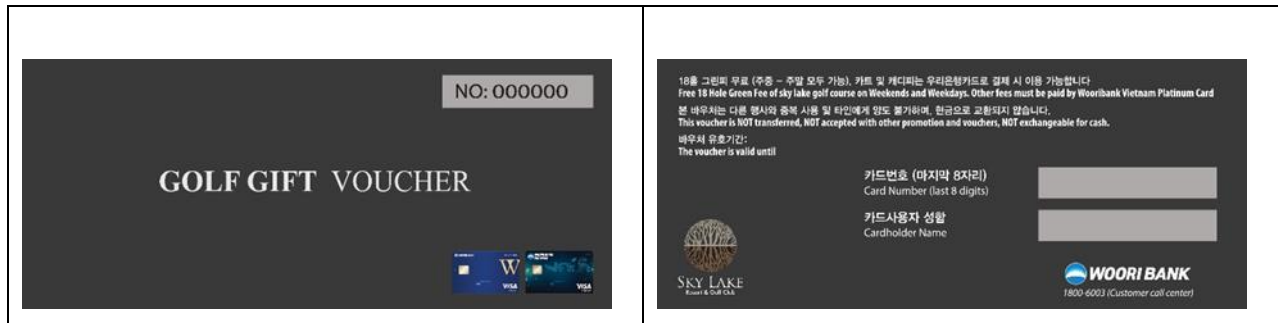 NO: 000000
GOLF GIFT VOUCHER
W
VISA
VISA
18홀 그린피 무료 (주중 – 주말 모두 가능), 카트 및 캐디피는 우리은행카드로 결제 시 이용 가능합니다
Free 18 Hole Green Fee of sky lake golf course on Weekends and Weekdays. Other fees must be paid by Wooribank Vietnam Platinum Card
본 바우처는 다른 행사와 중복 사용 및 타인에게 양도 불가하며, 현금으로 교환되지 않습니다.
This voucher is NOT transferred, NOT accepted with other promotion and vouchers, NOT exchangeable for cash.
바우처 유효기간:
The voucher is valid until
카드번호 (마지막 8자리)
Card Number (last 8 digits)
카드사용자 성함
Cardholder Name
SKY LAKE
Resort & Golf Club
WOORI BANK
1800-6003 (Customer call center)